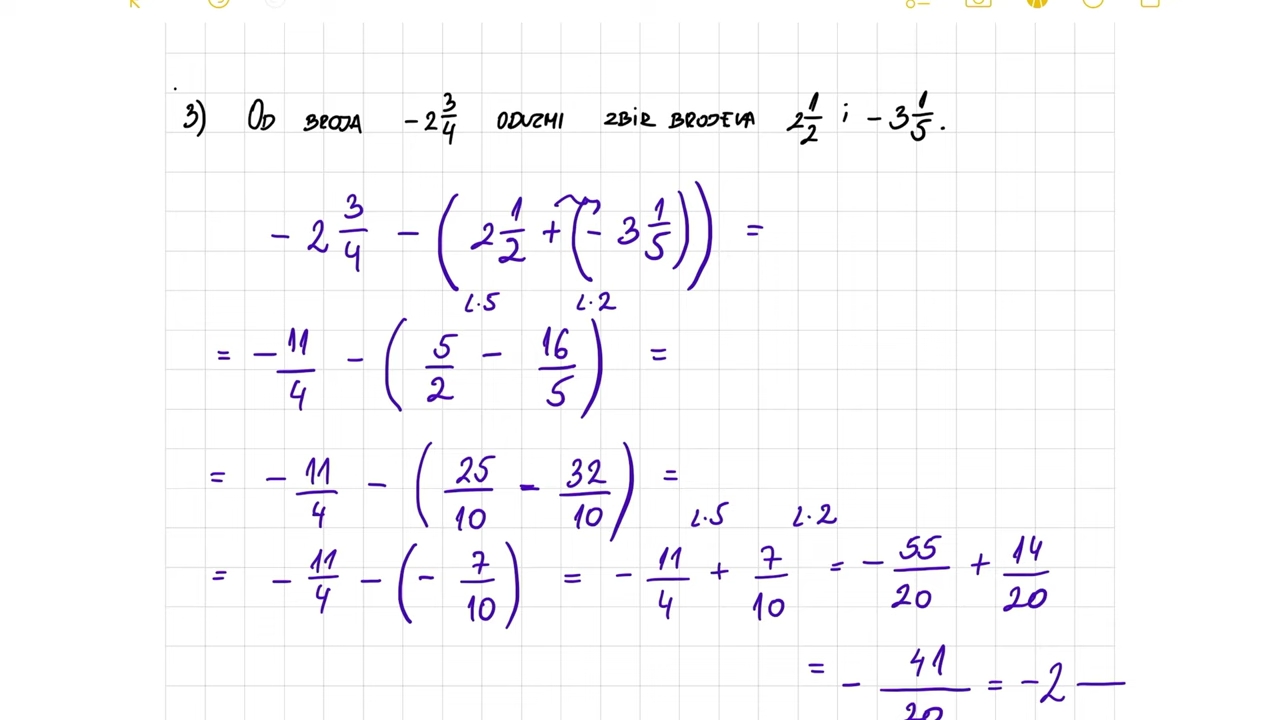 3) OD BROJA -2 3/4 ODUZMI ZBIR BROJEVA 2 1/2 i -3 1/5.
-2 3/4 - (2 1/2 + (-3 1/5)) =
L·5 L·2
= -11/4 - (5/2 - 16/5) =
= -11/4 - (25/10 - 32/10) =
L·5 L·2
= -11/4 - (-7/10) = -11/4 + 7/10 = -55/20 + 14/20
= -41/20 = -2 —